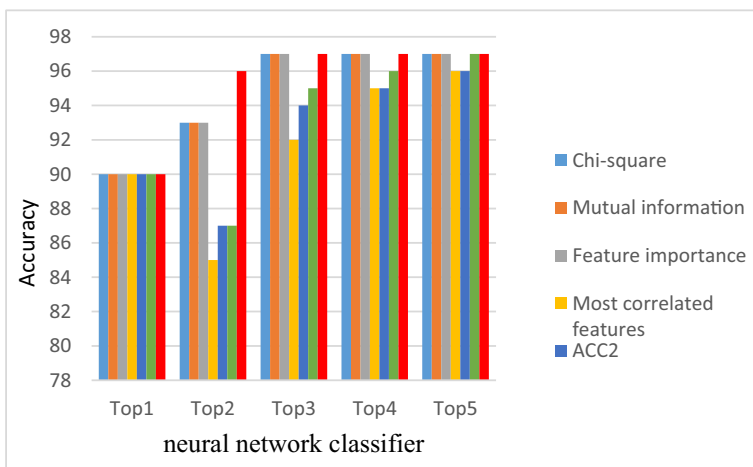 98
96
94
92
90
88
86
84
82
80
78
Accuracy
Top1 Top2 Top3 Top4 Top5
neural network classifier
Chi-square
Mutual information
Feature importance
Most correlated
features
ACC2